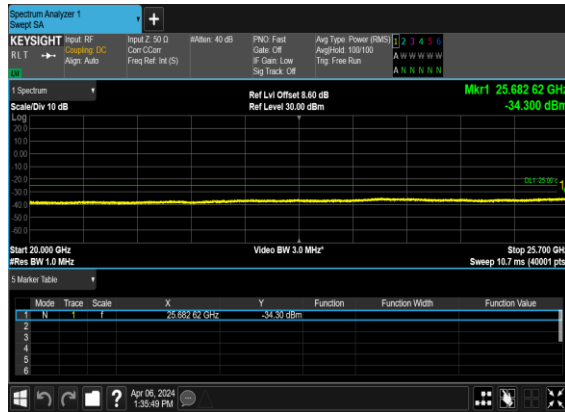 Spectrum Analyzer 1
Swept SA
+
KEYSIGHT Input: RF Input Z: 50 Ω #Atten: 40 dB PNO: Fast Avg Type: Power (RMS) 1 2 3 4 5 6
RLT Coupling: DC Corr CCorr Gate: Off Avg|Hold: 100/100 A W W W W W
Align: Auto Freq Ref: Int (S) IF Gain: Low Trig: Free Run
Sig Track: Off A N N N N N
1 Spectrum
Ref Lvl Offset 8.60 dB Mkr1 25.682 62 GHz
Scale/Div 10 dB Ref Level 30.00 dBm -34.300 dBm
Log
20.0
10.0
0.00
-10.0
-20.0
DL1 -25.00
1
-30.0
-40.0
-50.0
-60.0
Start 20.000 GHz Video BW 3.0 MHz* Stop 25.700 GHz
#Res BW 1.0 MHz Sweep 10.7 ms (40001 pts
5 Marker Table
Mode Trace Scale X Y Function Function Width Function Value
1 N 1 f 25.682 62 GHz -34.30 dBm
2
3
4
5
6
? Apr 06, 2024
1:35:49 PM